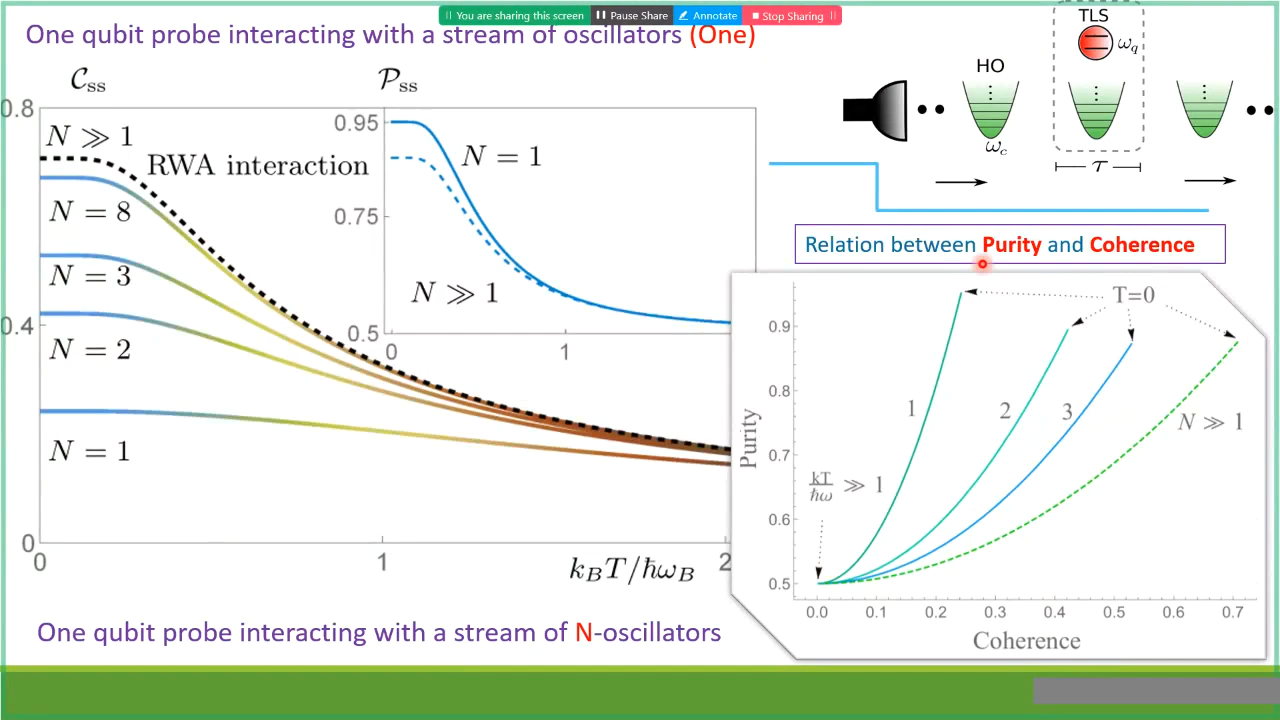 You are sharing this screen
Pause Share
Annotate
Stop Sharing
One qubit probe interacting with a stream of oscillators (One)
TLS
ω_q
HO
ω_c
τ
𝒞ss
𝒫ss
0.8
0.4
0
N ≫ 1
RWA interaction
N = 8
N = 3
N = 2
N = 1
0.95
0.75
0.5
N = 1
N ≫ 1
0
1
0
1
2
k_B T/ħω_B
Relation between Purity and Coherence
T=0
0.9
0.8
0.7
0.6
0.5
Purity
1
2
3
N ≫ 1
kT/ħω ≫ 1
0.0
0.1
0.2
0.3
0.4
0.5
0.6
0.7
Coherence
One qubit probe interacting with a stream of N-oscillators